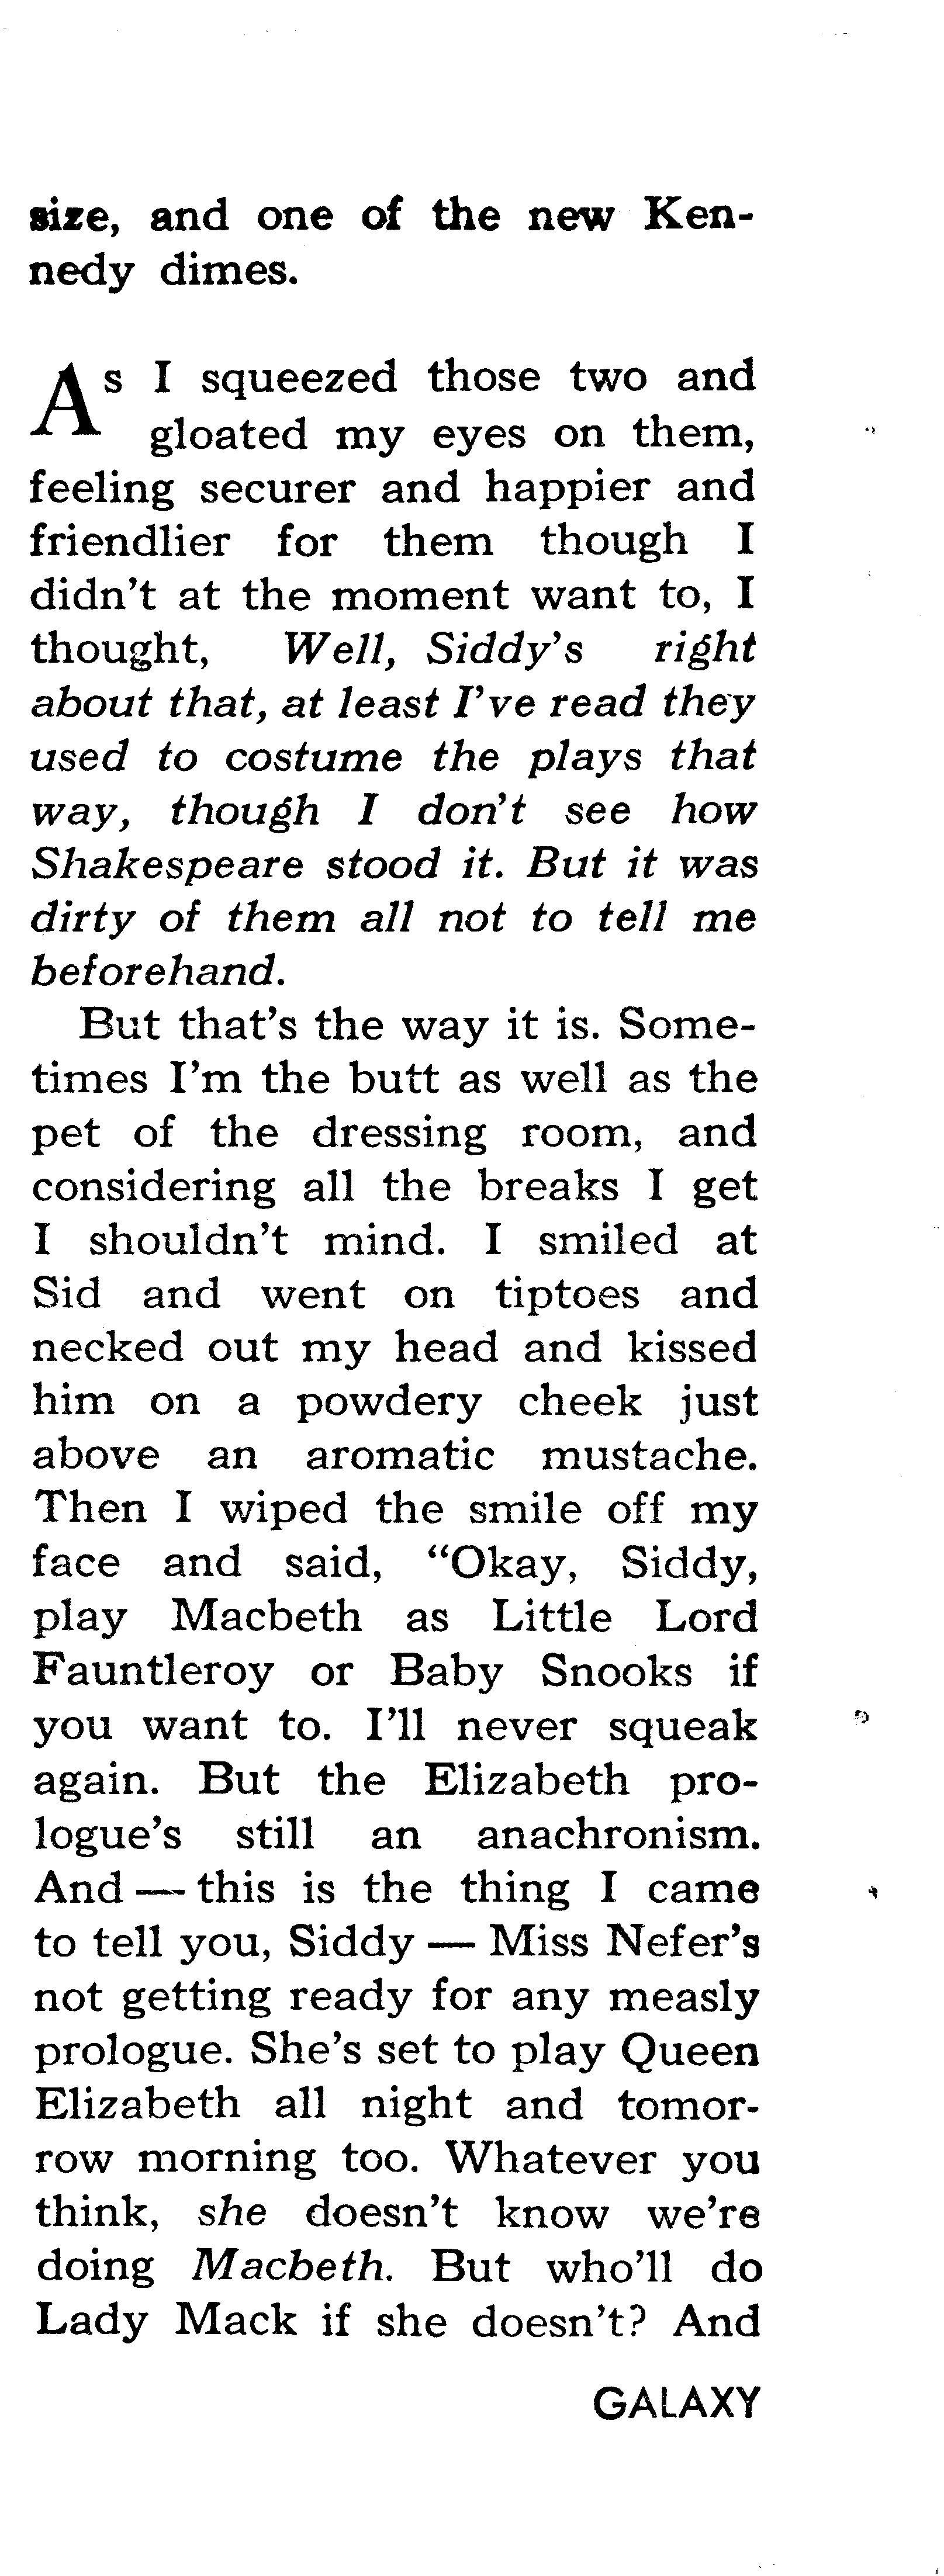 size, and one of the new Ken-
nedy dimes.
As I squeezed those two and
gloated my eyes on them,
feeling securer and happier and
friendlier for them though I
didn't at the moment want to, I
thought, Well, Siddy's right
about that, at least I've read they
used to costume the plays that
way, though I don't see how
Shakespeare stood it. But it was
dirty of them all not to tell me
beforehand.
But that's the way it is. Some-
times I'm the butt as well as the
pet of the dressing room, and
considering all the breaks I get
I shouldn't mind. I smiled at
Sid and went on tiptoes and
necked out my head and kissed
him on a powdery cheek just
above an aromatic mustache.
Then I wiped the smile off my
face and said, “Okay, Siddy,
play Macbeth as Little Lord
Fauntleroy or Baby Snooks if
you want to. I'll never squeak
again. But the Elizabeth pro-
logue's still an anachronism.
And — this is the thing I came
to tell you, Siddy — Miss Nefer's
not getting ready for any measly
prologue. She's set to play Queen
Elizabeth all night and tomor-
row morning too. Whatever you
think, she doesn't know we're
doing Macbeth. But who'll do
Lady Mack if she doesn't? And
GALAXY